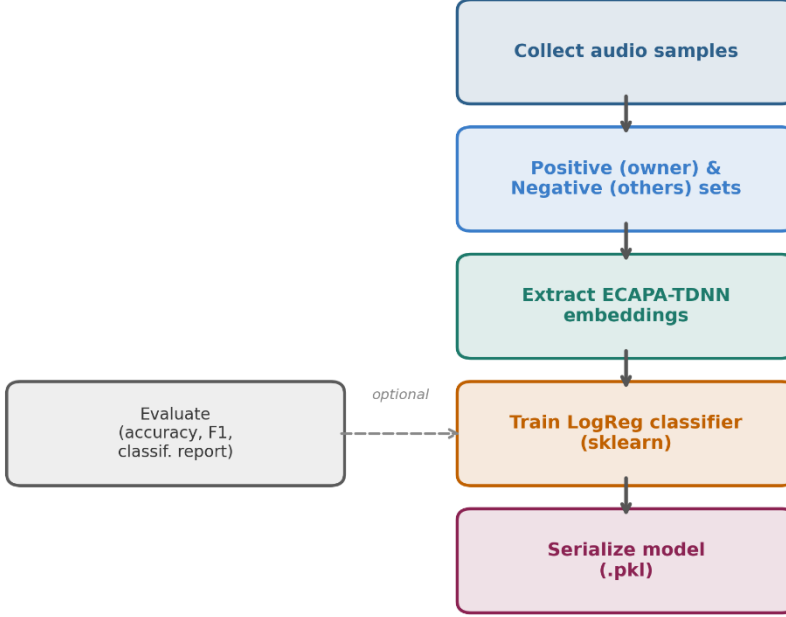 Collect audio samples
Positive (owner) &
Negative (others) sets
Extract ECAPA-TDNN
embeddings
optional
Evaluate
(accuracy, F1,
classif. report)
Train LogReg classifier
(sklearn)
Serialize model
(.pkl)